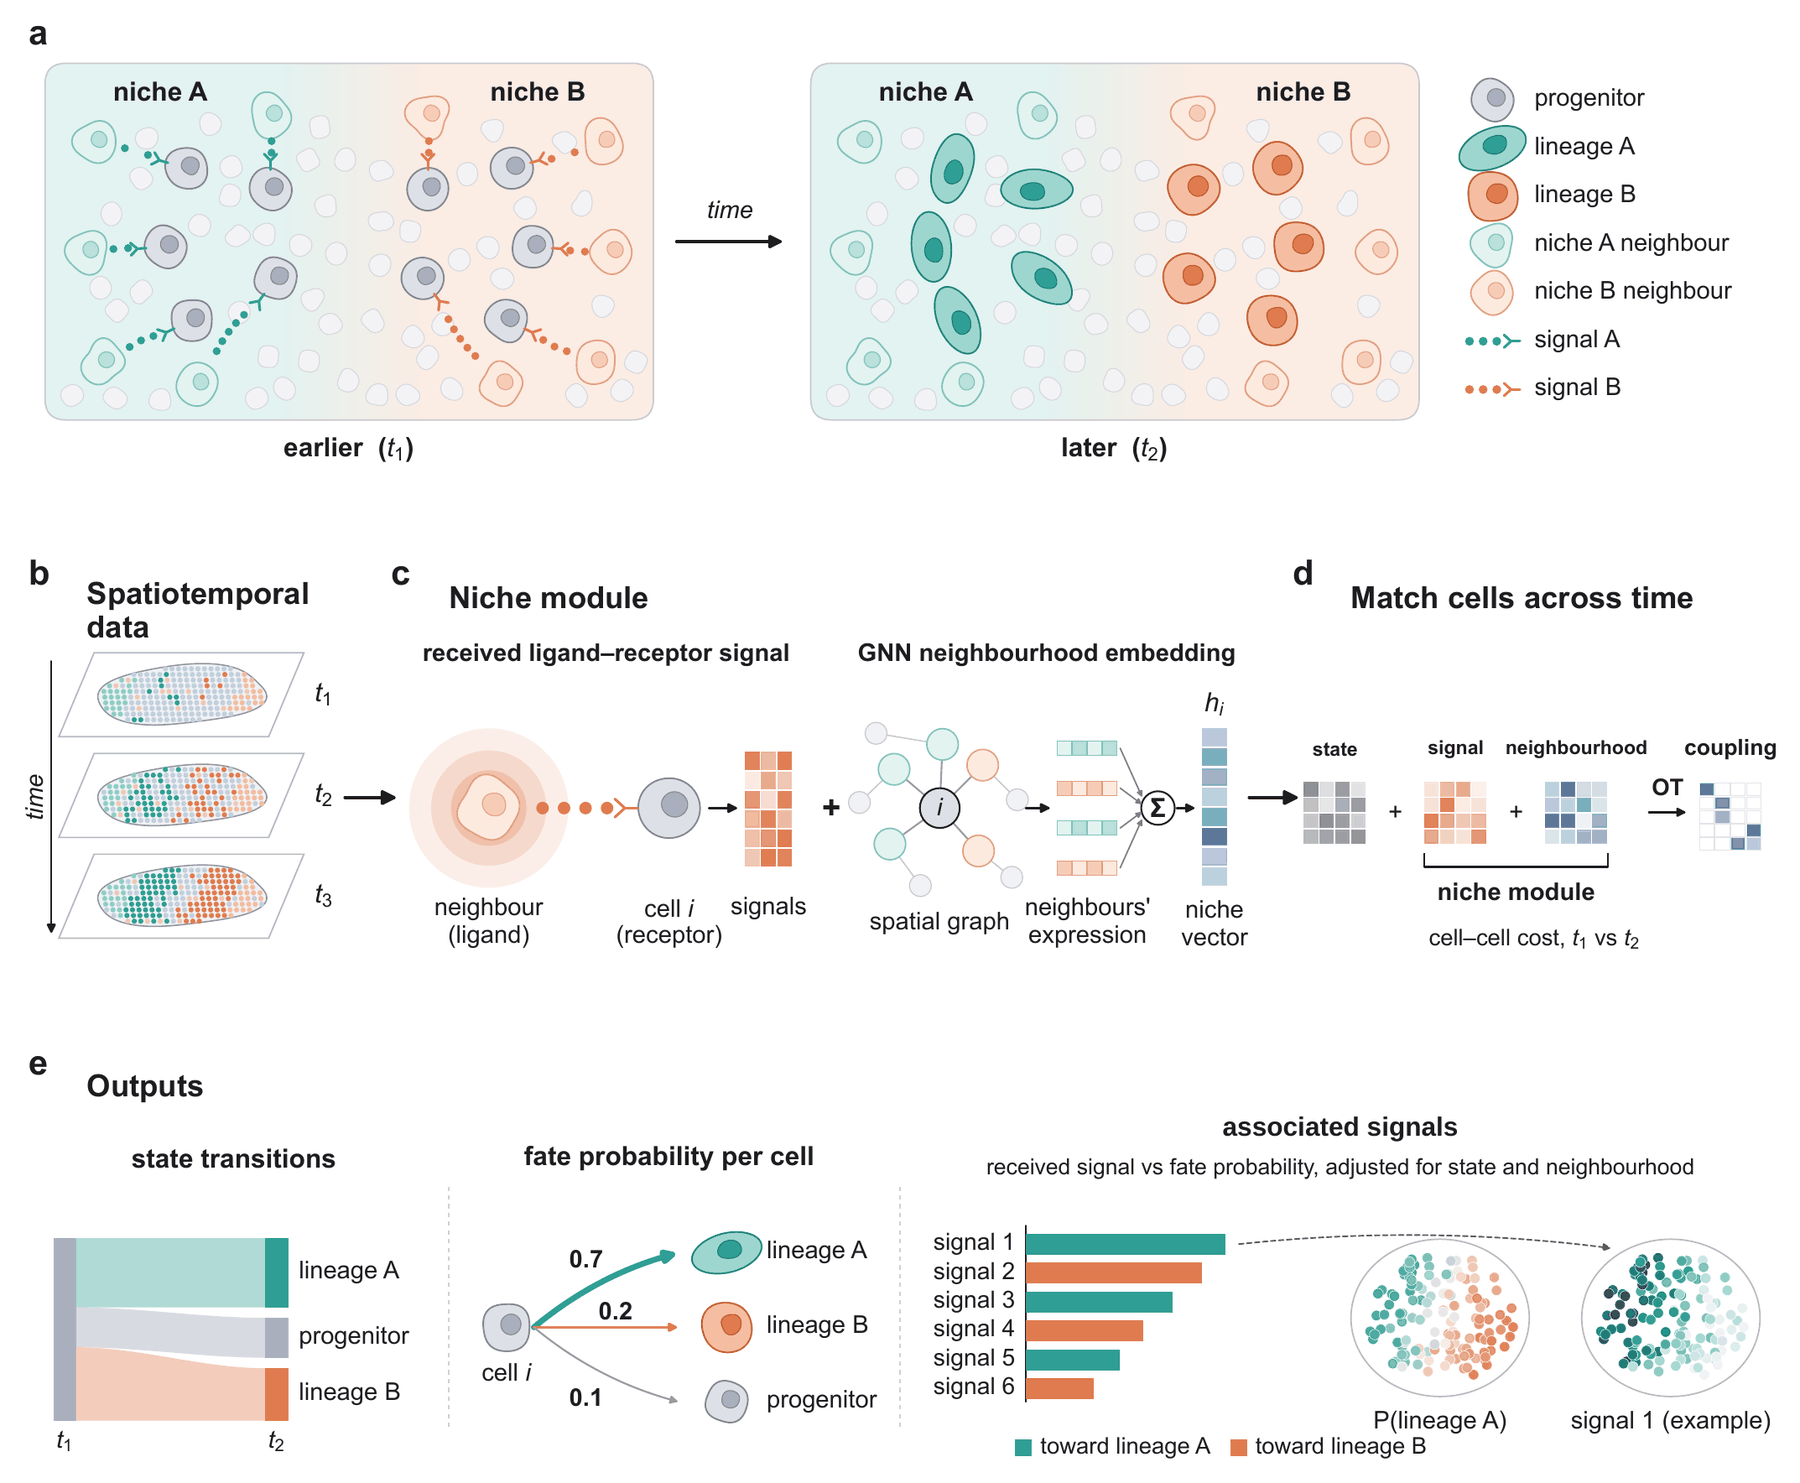 a
niche A
niche B
earlier (t1)
time
niche A
niche B
later (t2)
progenitor
lineage A
lineage B
niche A neighbour
niche B neighbour
signal A
signal B
b
Spatiotemporal
data
time
t1
t2
t3
c
Niche module
received ligand–receptor signal
neighbour
(ligand)
cell i
(receptor)
signals
+
GNN neighbourhood embedding
i
spatial graph
neighbours'
expression
Σ
hi
niche
vector
d
Match cells across time
state
+
signal
+
neighbourhood
OT
coupling
niche module
cell–cell cost, t1 vs t2
e
Outputs
state transitions
lineage A
progenitor
lineage B
t1
t2
fate probability per cell
cell i
0.7
0.2
0.1
lineage A
lineage B
progenitor
associated signals
received signal vs fate probability, adjusted for state and neighbourhood
signal 1
signal 2
signal 3
signal 4
signal 5
signal 6
toward lineage A
toward lineage B
P(lineage A)
signal 1 (example)